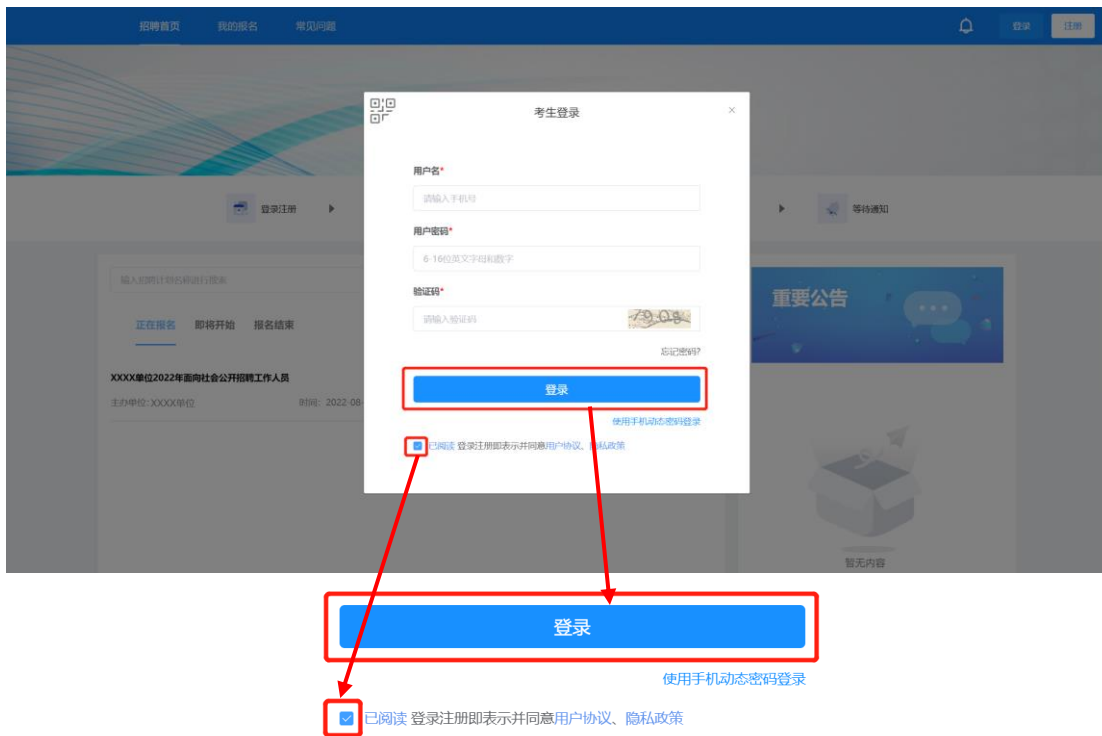 招聘首页 我的报名 常见问题 登录 注册
考生登录
用户名*
请输入手机号
登录注册 等待通知
用户密码*
6-16位英文字母和数字
输入招聘计划名称进行搜索
验证码*
请输入验证码
重要公告
正在报名 即将开始 报名结束
忘记密码?
XXXX单位2022年面向社会公开招聘工作人员
登录
主办单位:XXXX单位 时间: 2022-08-
使用手机动态密码登录
已阅读 登录注册即表示并同意用户协议、隐私政策
暂无内容
登录
使用手机动态密码登录
已阅读 登录注册即表示并同意用户协议、隐私政策